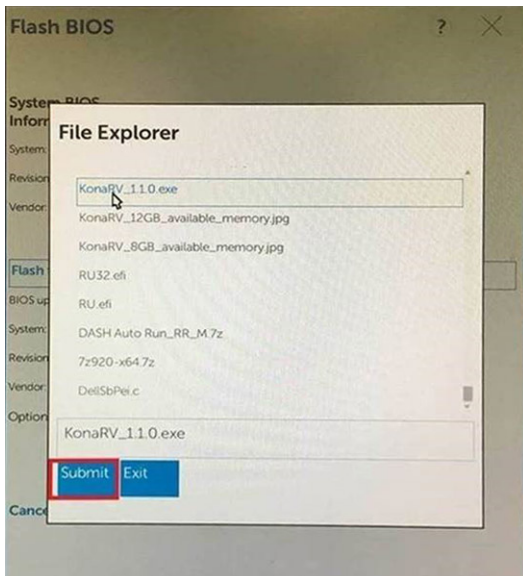 Flash BIOS ?
System BIOS
Inforr
System:
Revision
Vendor:
File Explorer
KonaRV_1.1.0.exe
KonaRV_12GB_available_memory.jpg
KonaRV_8GB_available_memory.jpg
RU32.efi
RU.efi
DASH Auto Run_RR_M.7z
7z920-x64.7z
DellSbPei.c
KonaRV_1.1.0.exe
Submit Exit
Flash
BIOS up
System:
Revision
Vendor:
Option
Cance